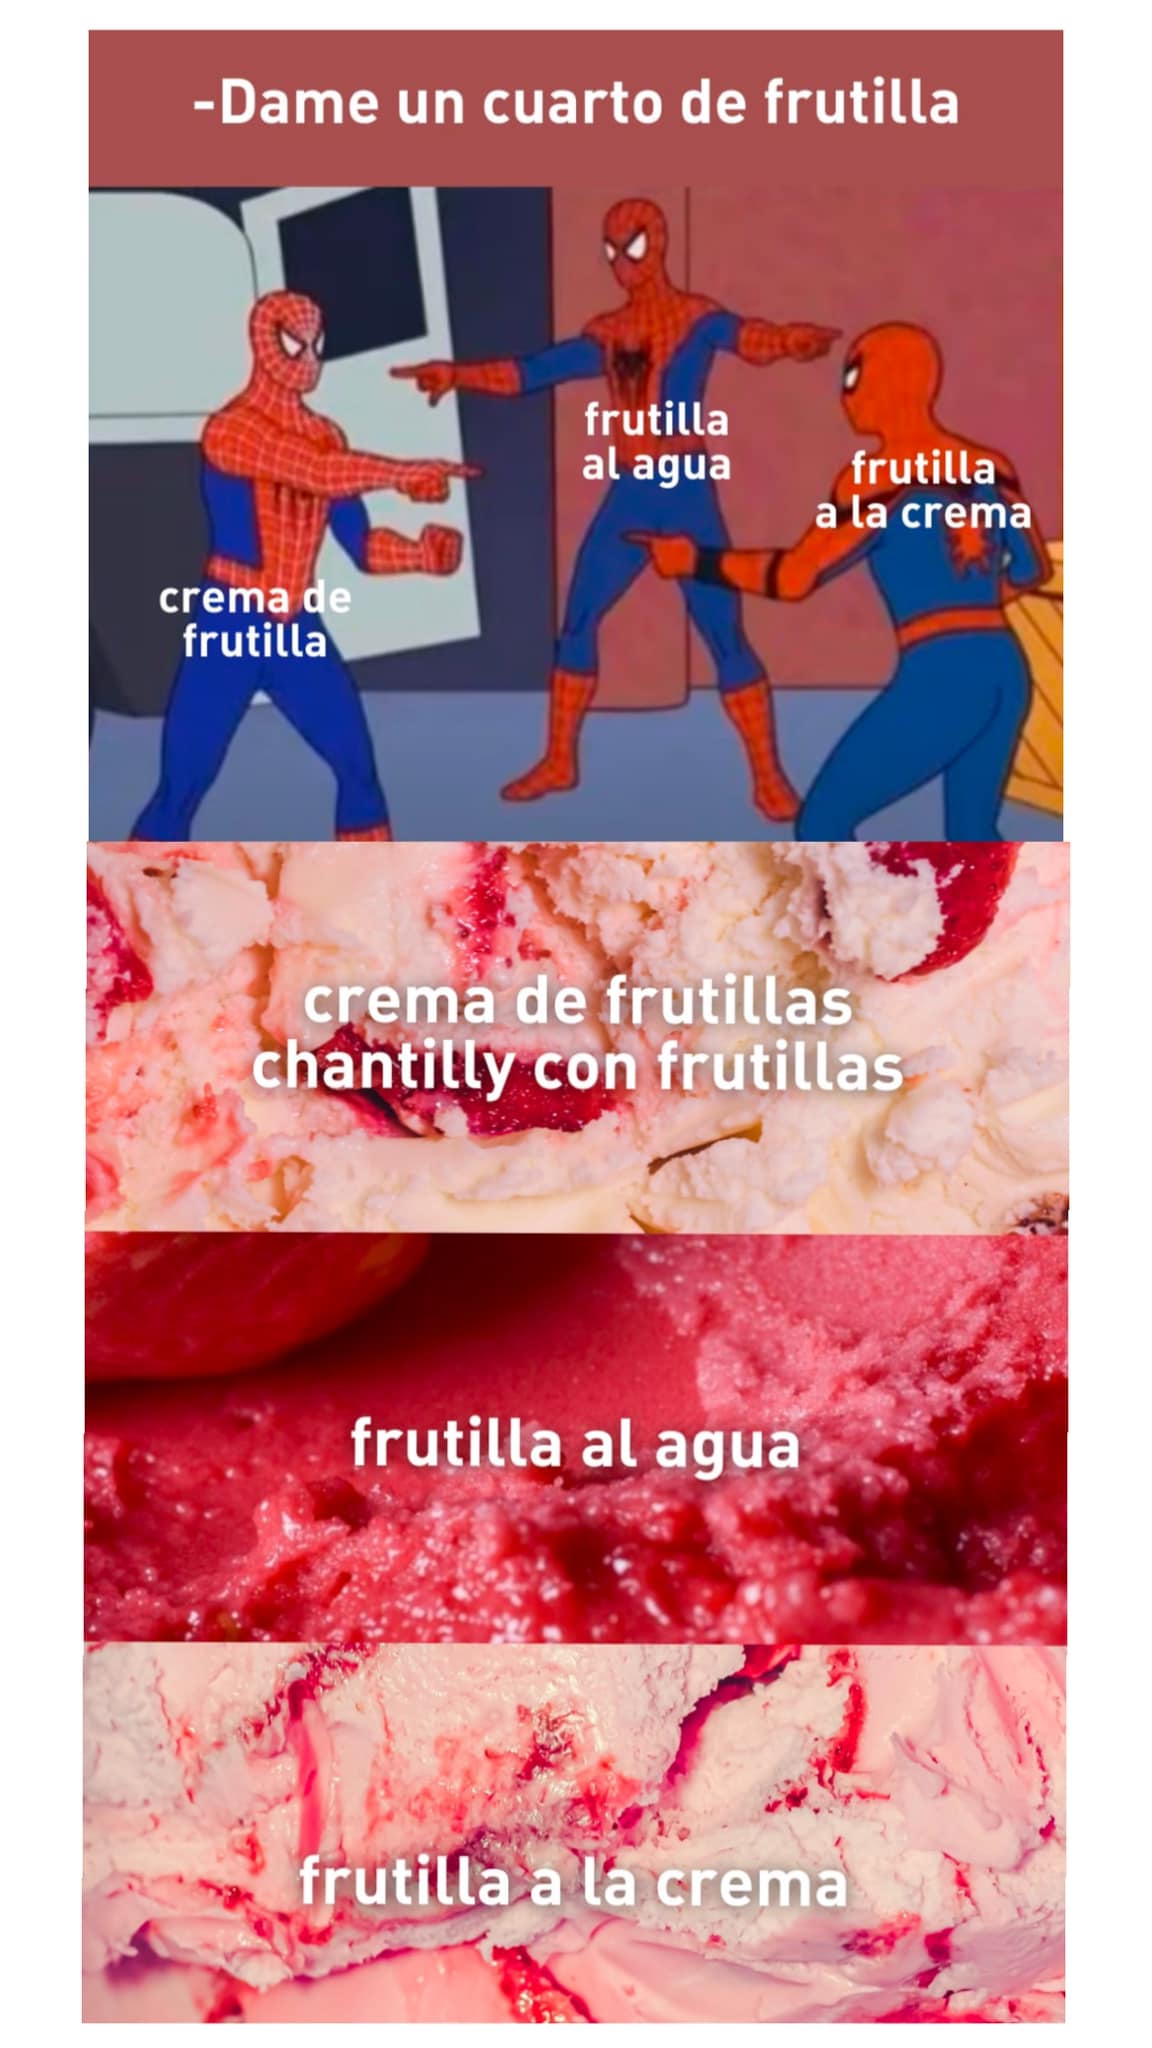 -Dame un cuarto de frutilla
frutilla
al agua
frutilla
a la crema
crema de
frutilla
crema de frutillas
chantilly con frutillas
frutilla al agua
frutilla a la crema